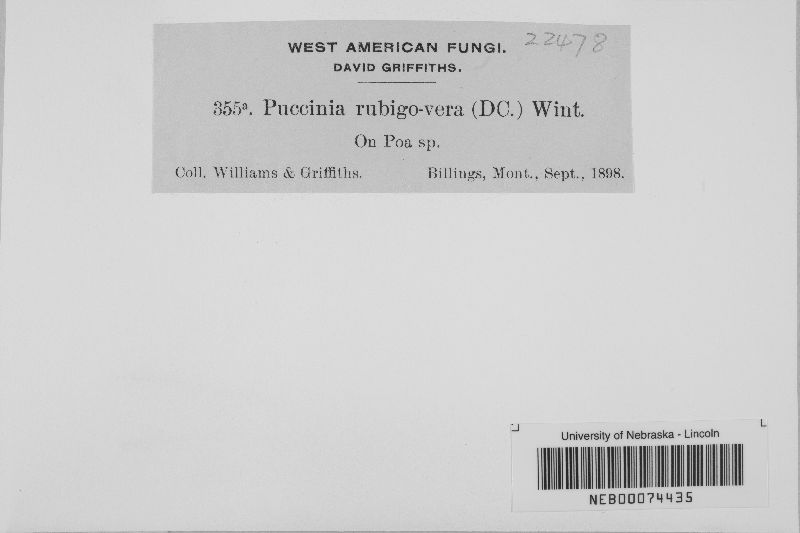 WEST AMERICAN FUNGI. 22478
DAVID GRIFFITHS.
355ª. Puccinia rubigo-vera (DC.) Wint.
On Poa sp.
Coll. Williams & Griffiths. Billings, Mont., Sept., 1898.
University of Nebraska - Lincoln
NEB00074435